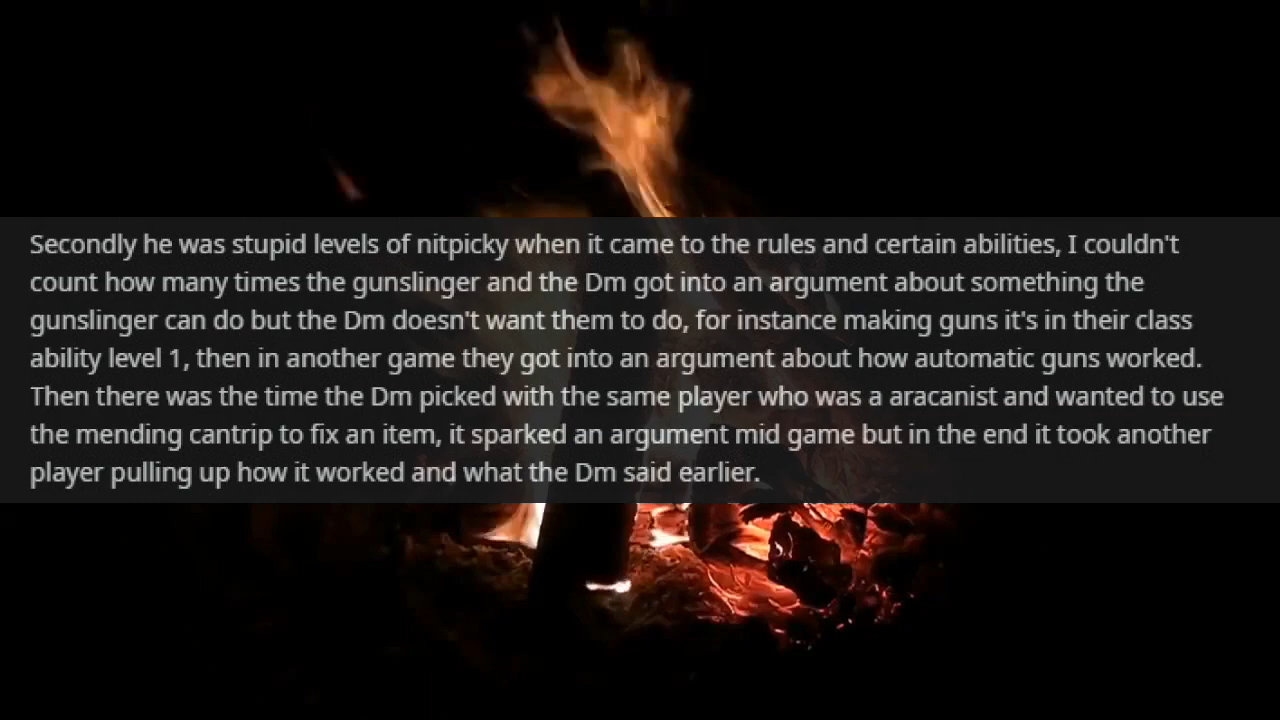 Secondly he was stupid levels of nitpicky when it came to the rules and certain abilities, I couldn't
count how many times the gunslinger and the Dm got into an argument about something the
gunslinger can do but the Dm doesn't want them to do, for instance making guns it's in their class
ability level 1, then in another game they got into an argument about how automatic guns worked.
Then there was the time the Dm picked with the same player who was a aracanist and wanted to use
the mending cantrip to fix an item, it sparked an argument mid game but in the end it took another
player pulling up how it worked and what the Dm said earlier.